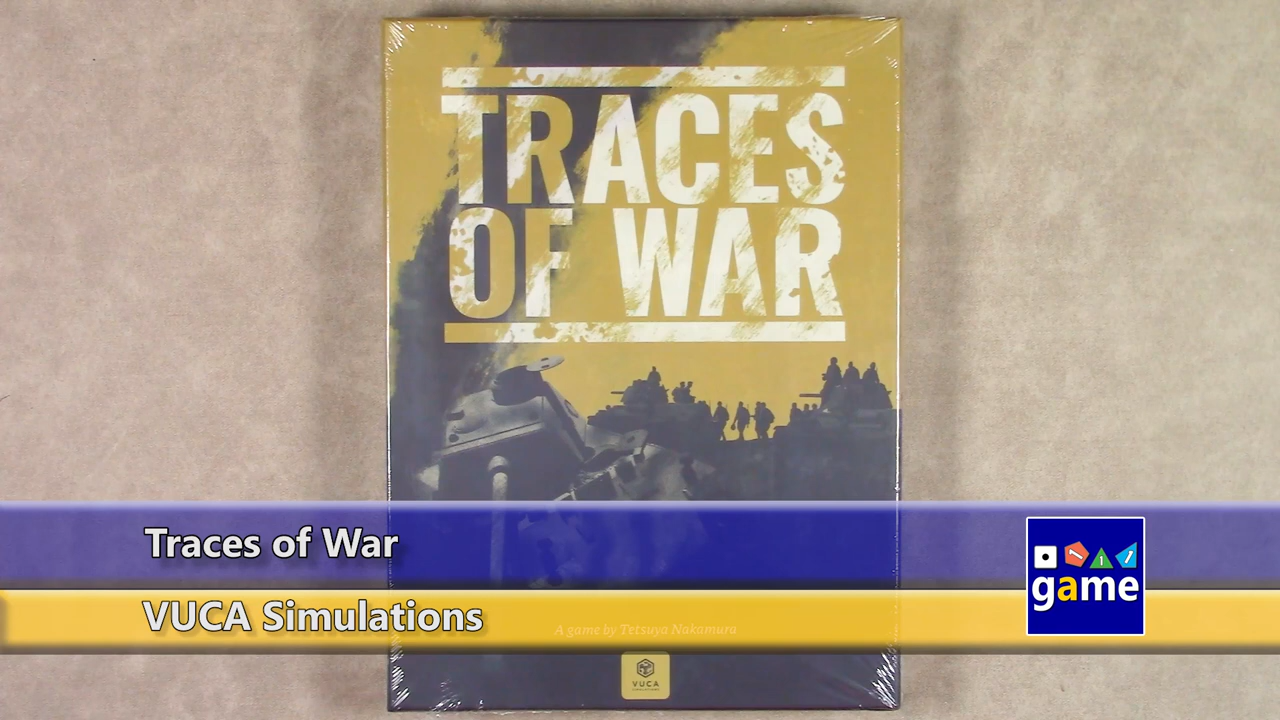 TRACES
OF WAR
Traces of War
VUCA Simulations
game
A game by Tetsuya Nakamura
VUCA